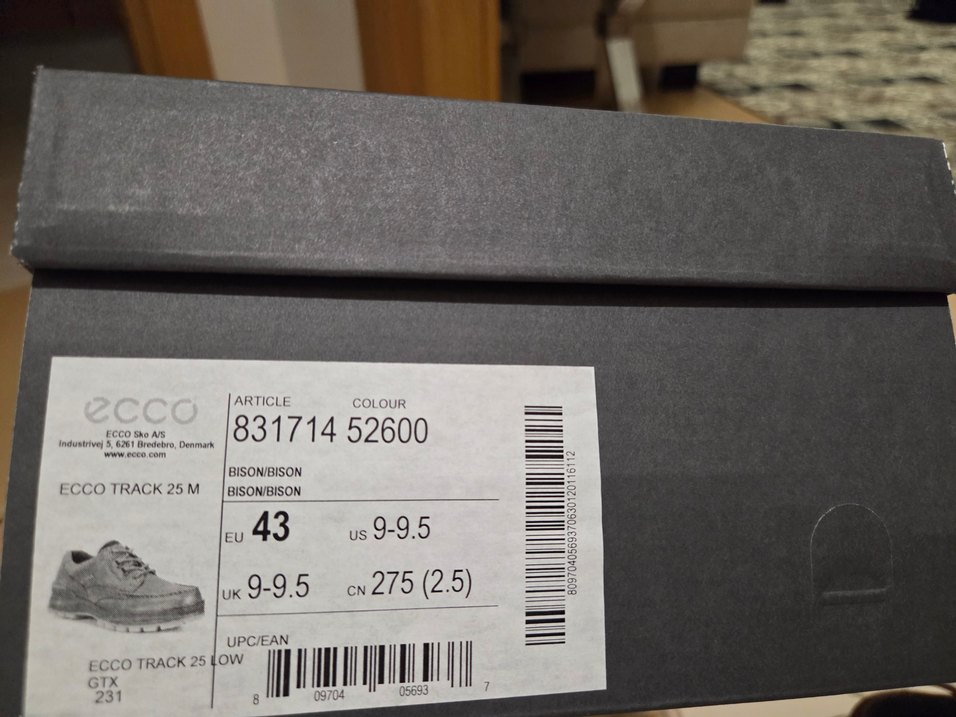 ecco
ECCO Sko A/S
Industrivej 5, 6261 Bredebro, Denmark
www.ecco.com
ECCO TRACK 25 M
ECCO TRACK 25 LOW
GTX
231
ARTICLE COLOUR
831714 52600
BISON/BISON
BISON/BISON
EU 43 US 9-9.5
UK 9-9.5 CN 275 (2.5)
UPC/EAN
8 09704 05693 7
8097040569370630120116112